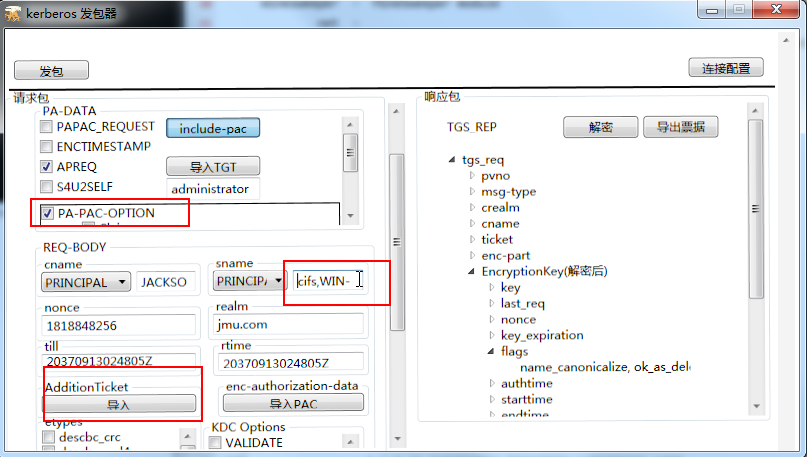 kerberos 发包器
发包
连接配置
请求包
PA-DATA
PAPAC_REQUEST
include-pac
ENCTIMESTAMP
APREQ
导入TGT
S4U2SELF
administrator
PA-PAC-OPTION
REQ-BODY
cname
sname
PRINCIPAL
JACKSO
PRINCIPA
cifs,WIN-
nonce
realm
1818848256
jmu.com
till
rtime
20370913024805Z
20370913024805Z
AdditionTicket
enc-authorization-data
导入
导入PAC
etypes
KDC Options
descbc_crc
VALIDATE
响应包
TGS_REP
解密
导出票据
tgs_req
pvno
msg-type
crealm
cname
ticket
enc-part
EncryptionKey(解密后)
key
last_req
nonce
key_expiration
flags
name_canonicalize, ok_as_del
authtime
starttime
endtime